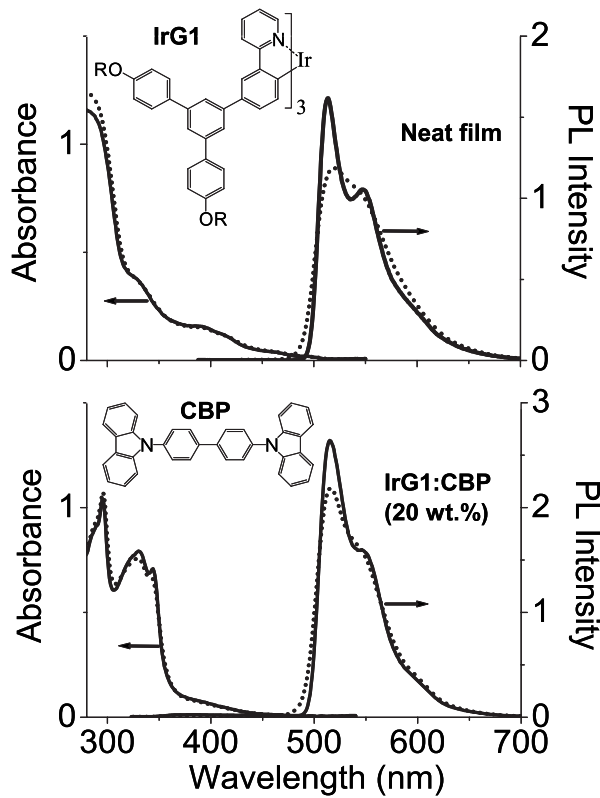 IrG1
N
Ir
3
RO
OR
Neat film
2
1
0
1
0
Absorbance
PL Intensity
CBP
N
N
IrG1:CBP
(20 wt.%)
3
2
1
0
1
0
Absorbance
PL Intensity
300
400
500
600
700
Wavelength (nm)